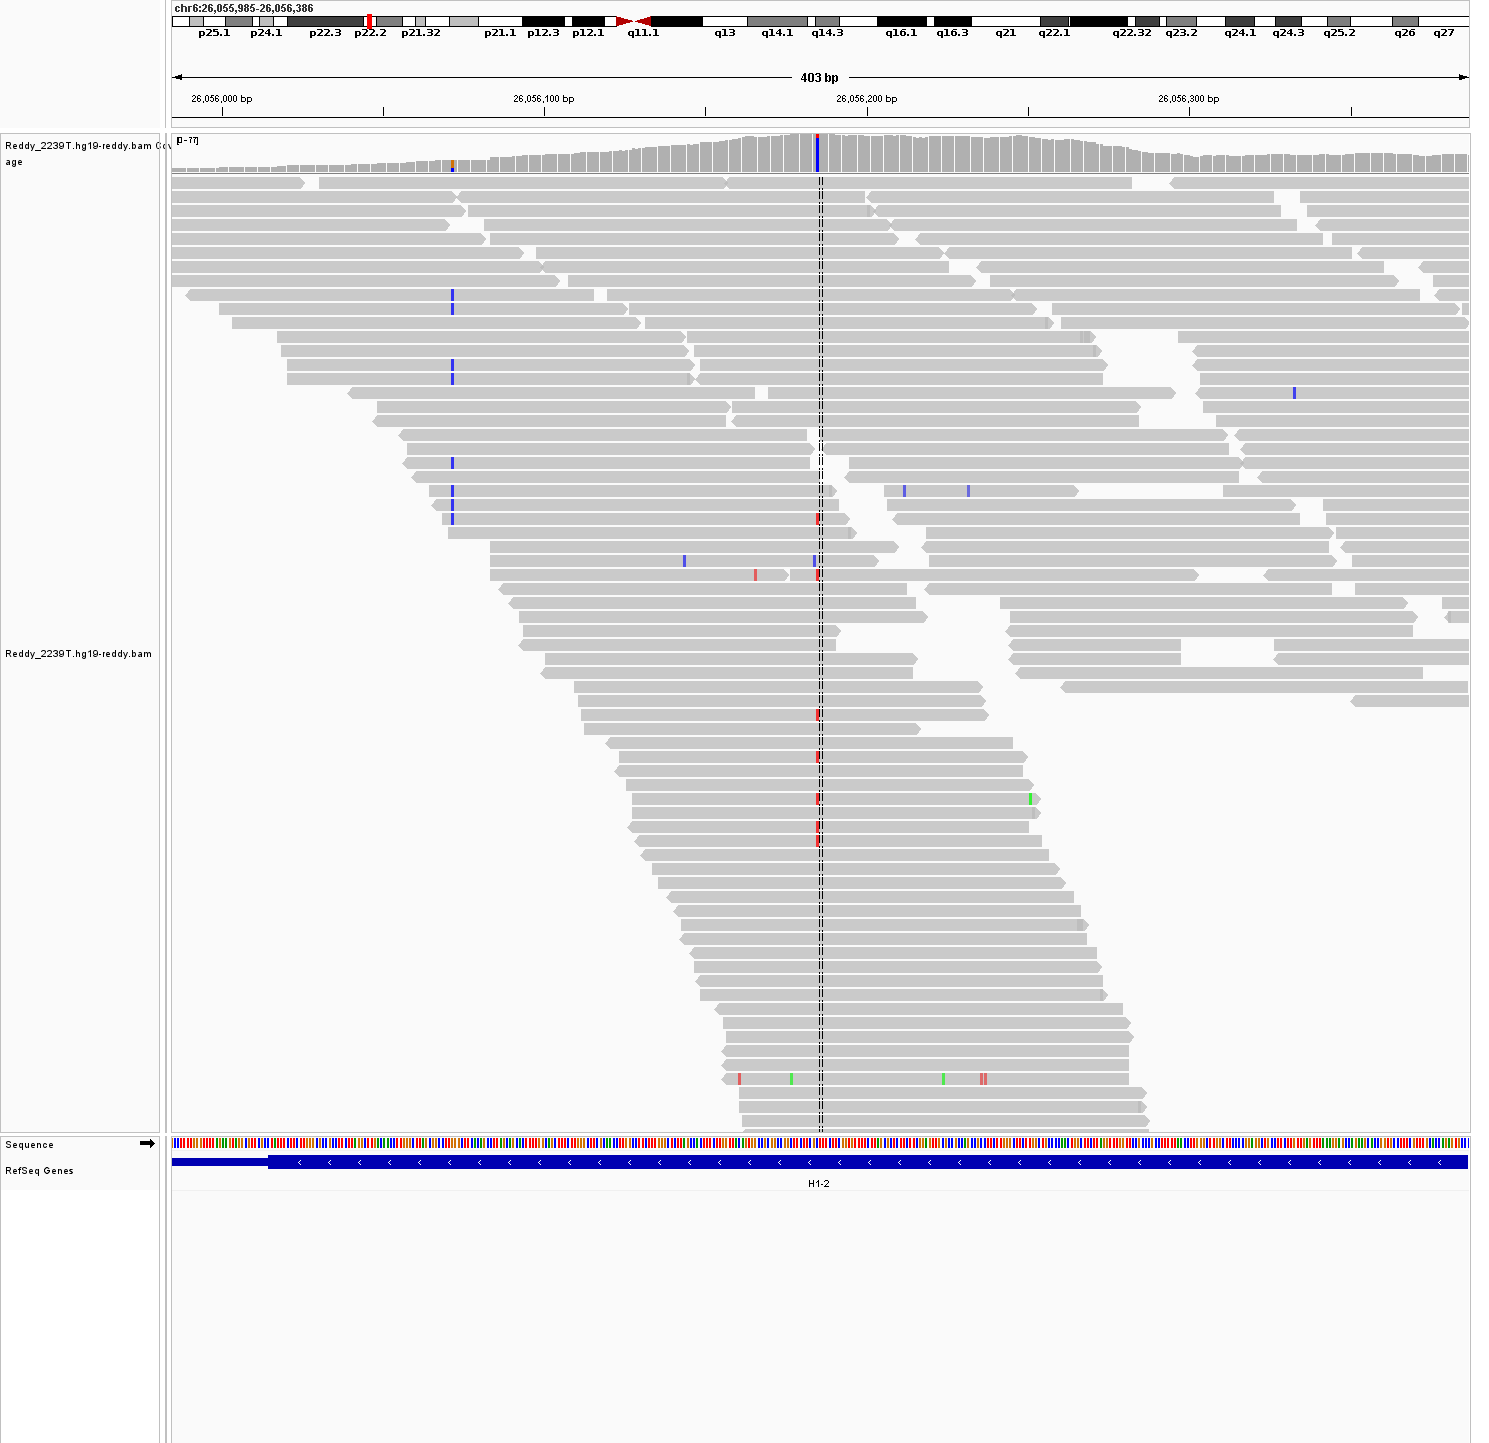 chr6:26,055,985-26,056,386
p25.1 p24.1 p22.3 p22.2 p21.32 p21.1 p12.3 p12.1 q11.1 q13 q14.1 q14.3 q16.1 q16.3 q21 q22.1 q22.32 q23.2 q24.1 q24.3 q25.2 q26 q27
403 bp
26,056,000 bp 26,056,100 bp 26,056,200 bp 26,056,300 bp
[0-77]
Reddy_2239T.hg19-reddy.bam Cov
age
Reddy_2239T.hg19-reddy.bam
Sequence
RefSeq Genes
H1-2